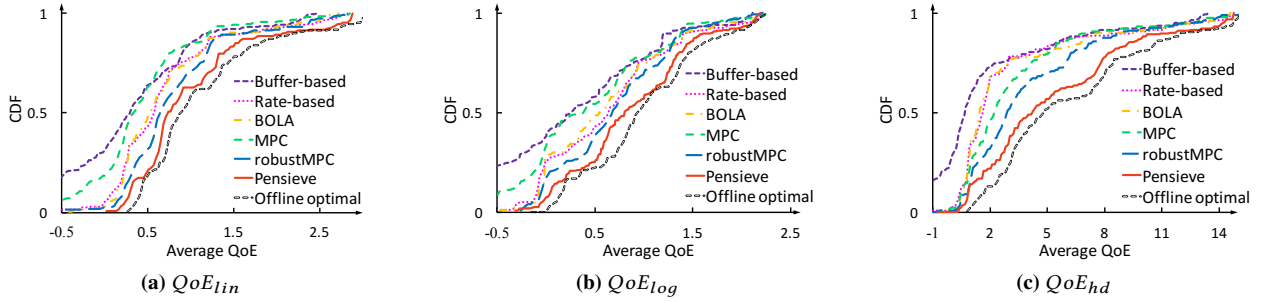 CDF
1
0.5
0
-0.5
0.5
1.5
2.5
Average QoE
Buffer-based
Rate-based
BOLA
MPC
robustMPC
Pensieve
Offline optimal
(a) QoE_lin
CDF
1
0.5
0
-0.5
0.5
1.5
2.5
Average QoE
Buffer-based
Rate-based
BOLA
MPC
robustMPC
Pensieve
Offline optimal
(b) QoE_log
CDF
1
0.5
0
-1
2
5
8
11
14
Average QoE
Buffer-based
Rate-based
BOLA
MPC
robustMPC
Pensieve
Offline optimal
(c) QoE_hd